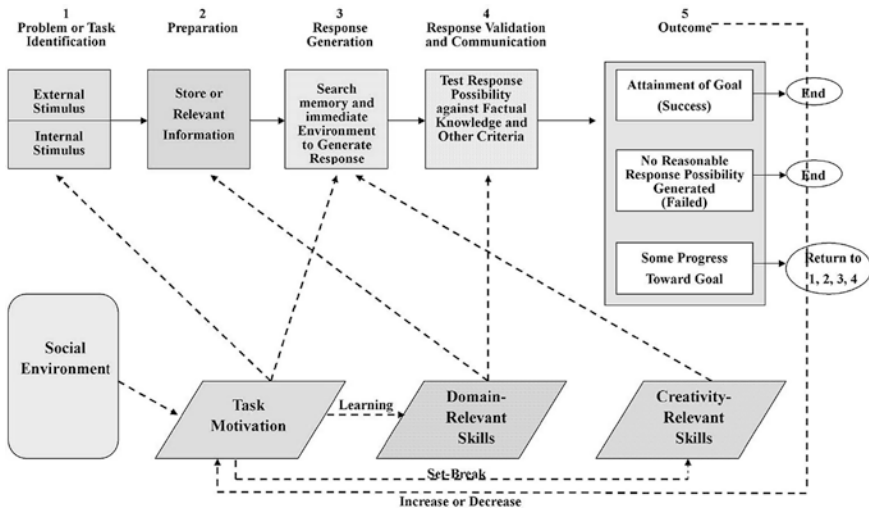 1
Problem or Task
Identification
2
Preparation
3
Response
Generation
4
Response Validation
and Communication
5
Outcome
External
Stimulus
Internal
Stimulus
Store or
Relevant
Information
Search
memory and
immediate
Environment
to Generate
Response
Test Response
Possibility
against Factual
Knowledge and
Other Criteria
Attainment of Goal
(Success)
End
No Reasonable
Response Possibility
Generated
(Failed)
End
Some Progress
Toward Goal
Return to
1, 2, 3, 4
Social
Environment
Task
Motivation
Learning
Domain-
Relevant
Skills
Creativity-
Relevant
Skills
Set-Break
Increase or Decrease